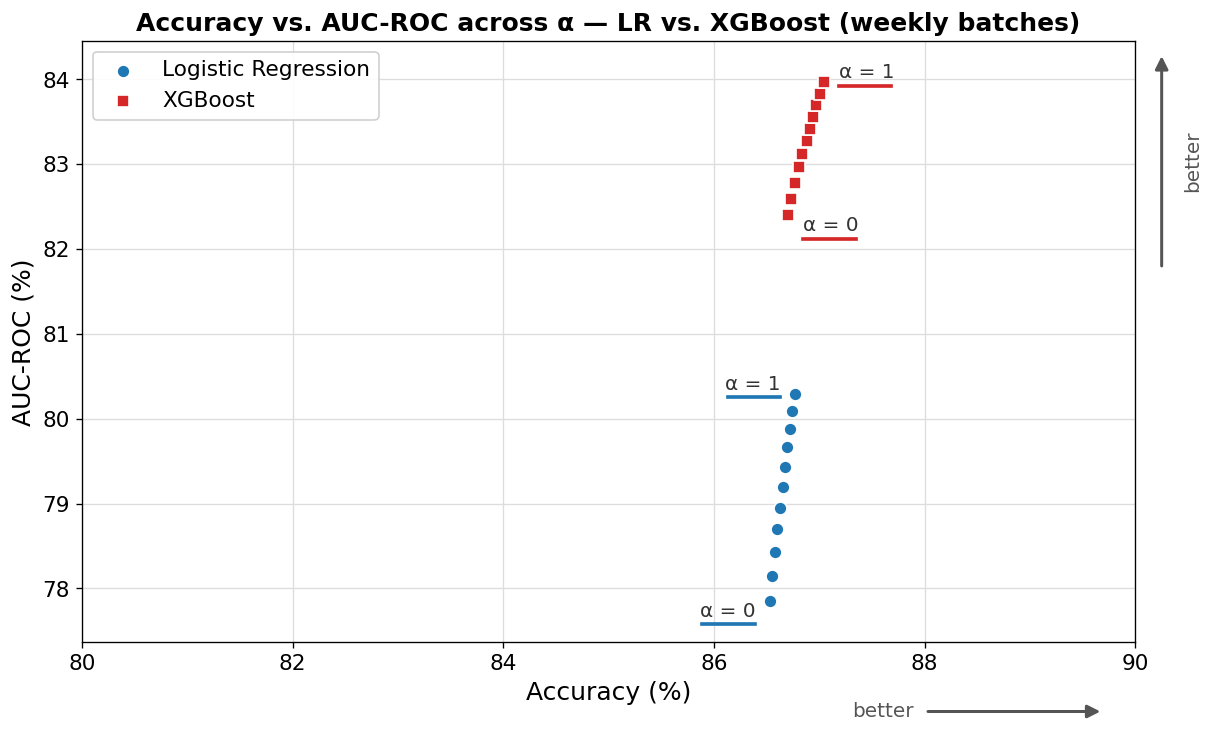 Accuracy vs. AUC-ROC across α — LR vs. XGBoost (weekly batches)
Logistic Regression
XGBoost
α = 1
α = 0
α = 1
α = 0
84
83
82
81
80
79
78
AUC-ROC (%)
80 82 84 86 88 90
Accuracy (%)
better
better